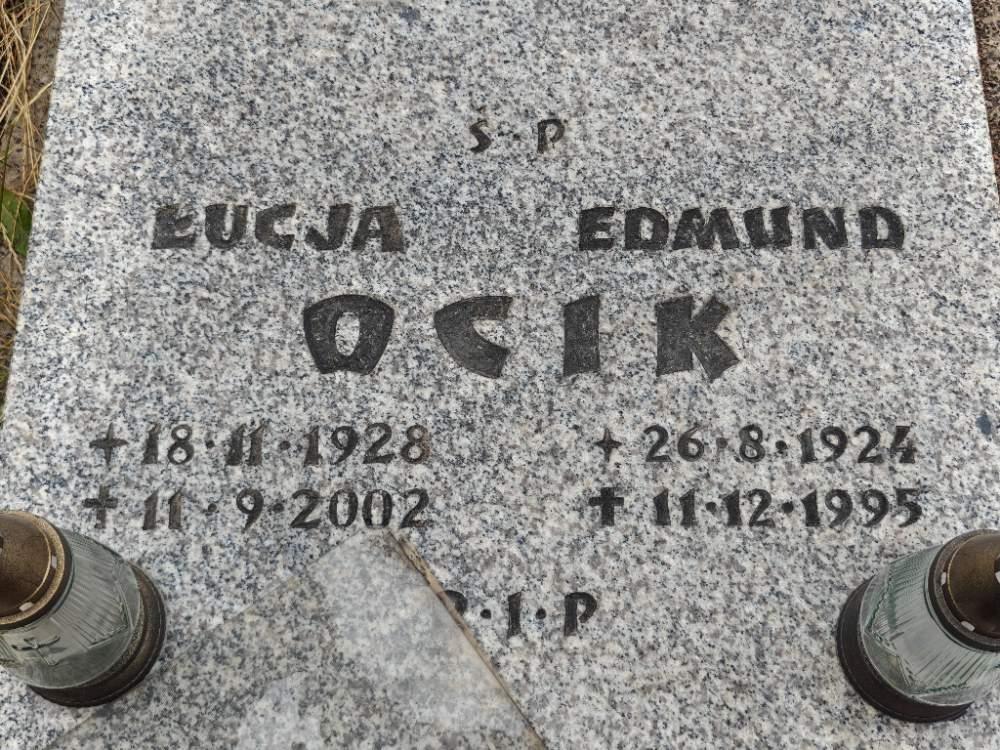 Ś·P
ŁUCJA EDMUND
OCIK
18·11·1928 26·8·1924
11·9·2002 11·12·1995
R·I·P